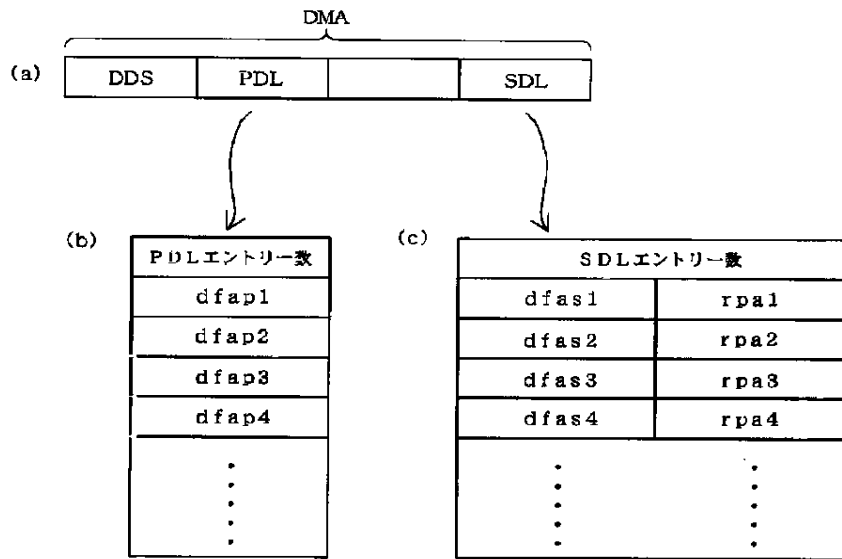 DMA
(a)
DDS PDL SDL
(b)
PDLエントリー数
dfap1
dfap2
dfap3
dfap4
(c)
SDLエントリー数
dfas1 rpa1
dfas2 rpa2
dfas3 rpa3
dfas4 rpa4